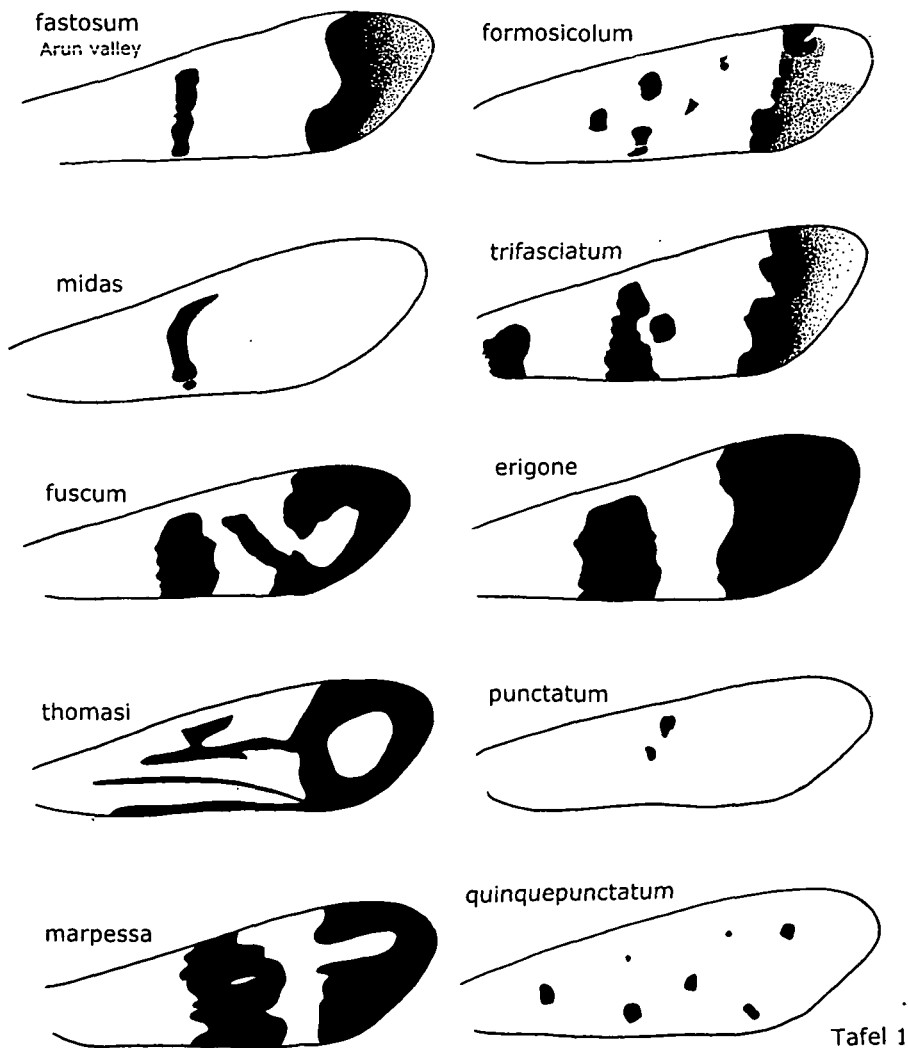 fastosum
Arun valley
formosicolum
midas
trifasciatum
fuscum
erigone
thomasi
punctatum
marpessa
quinquepunctatum
Tafel 1